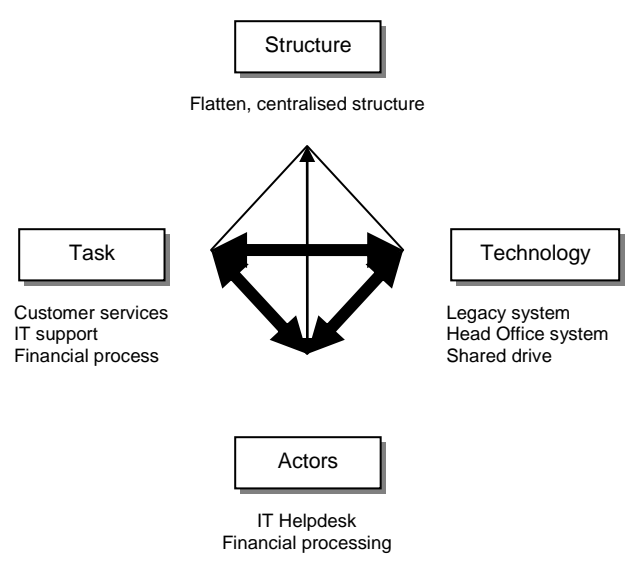 Structure
Flatten, centralised structure
Task
Technology
Customer services
IT support
Financial process
Legacy system
Head Office system
Shared drive
Actors
IT Helpdesk
Financial processing